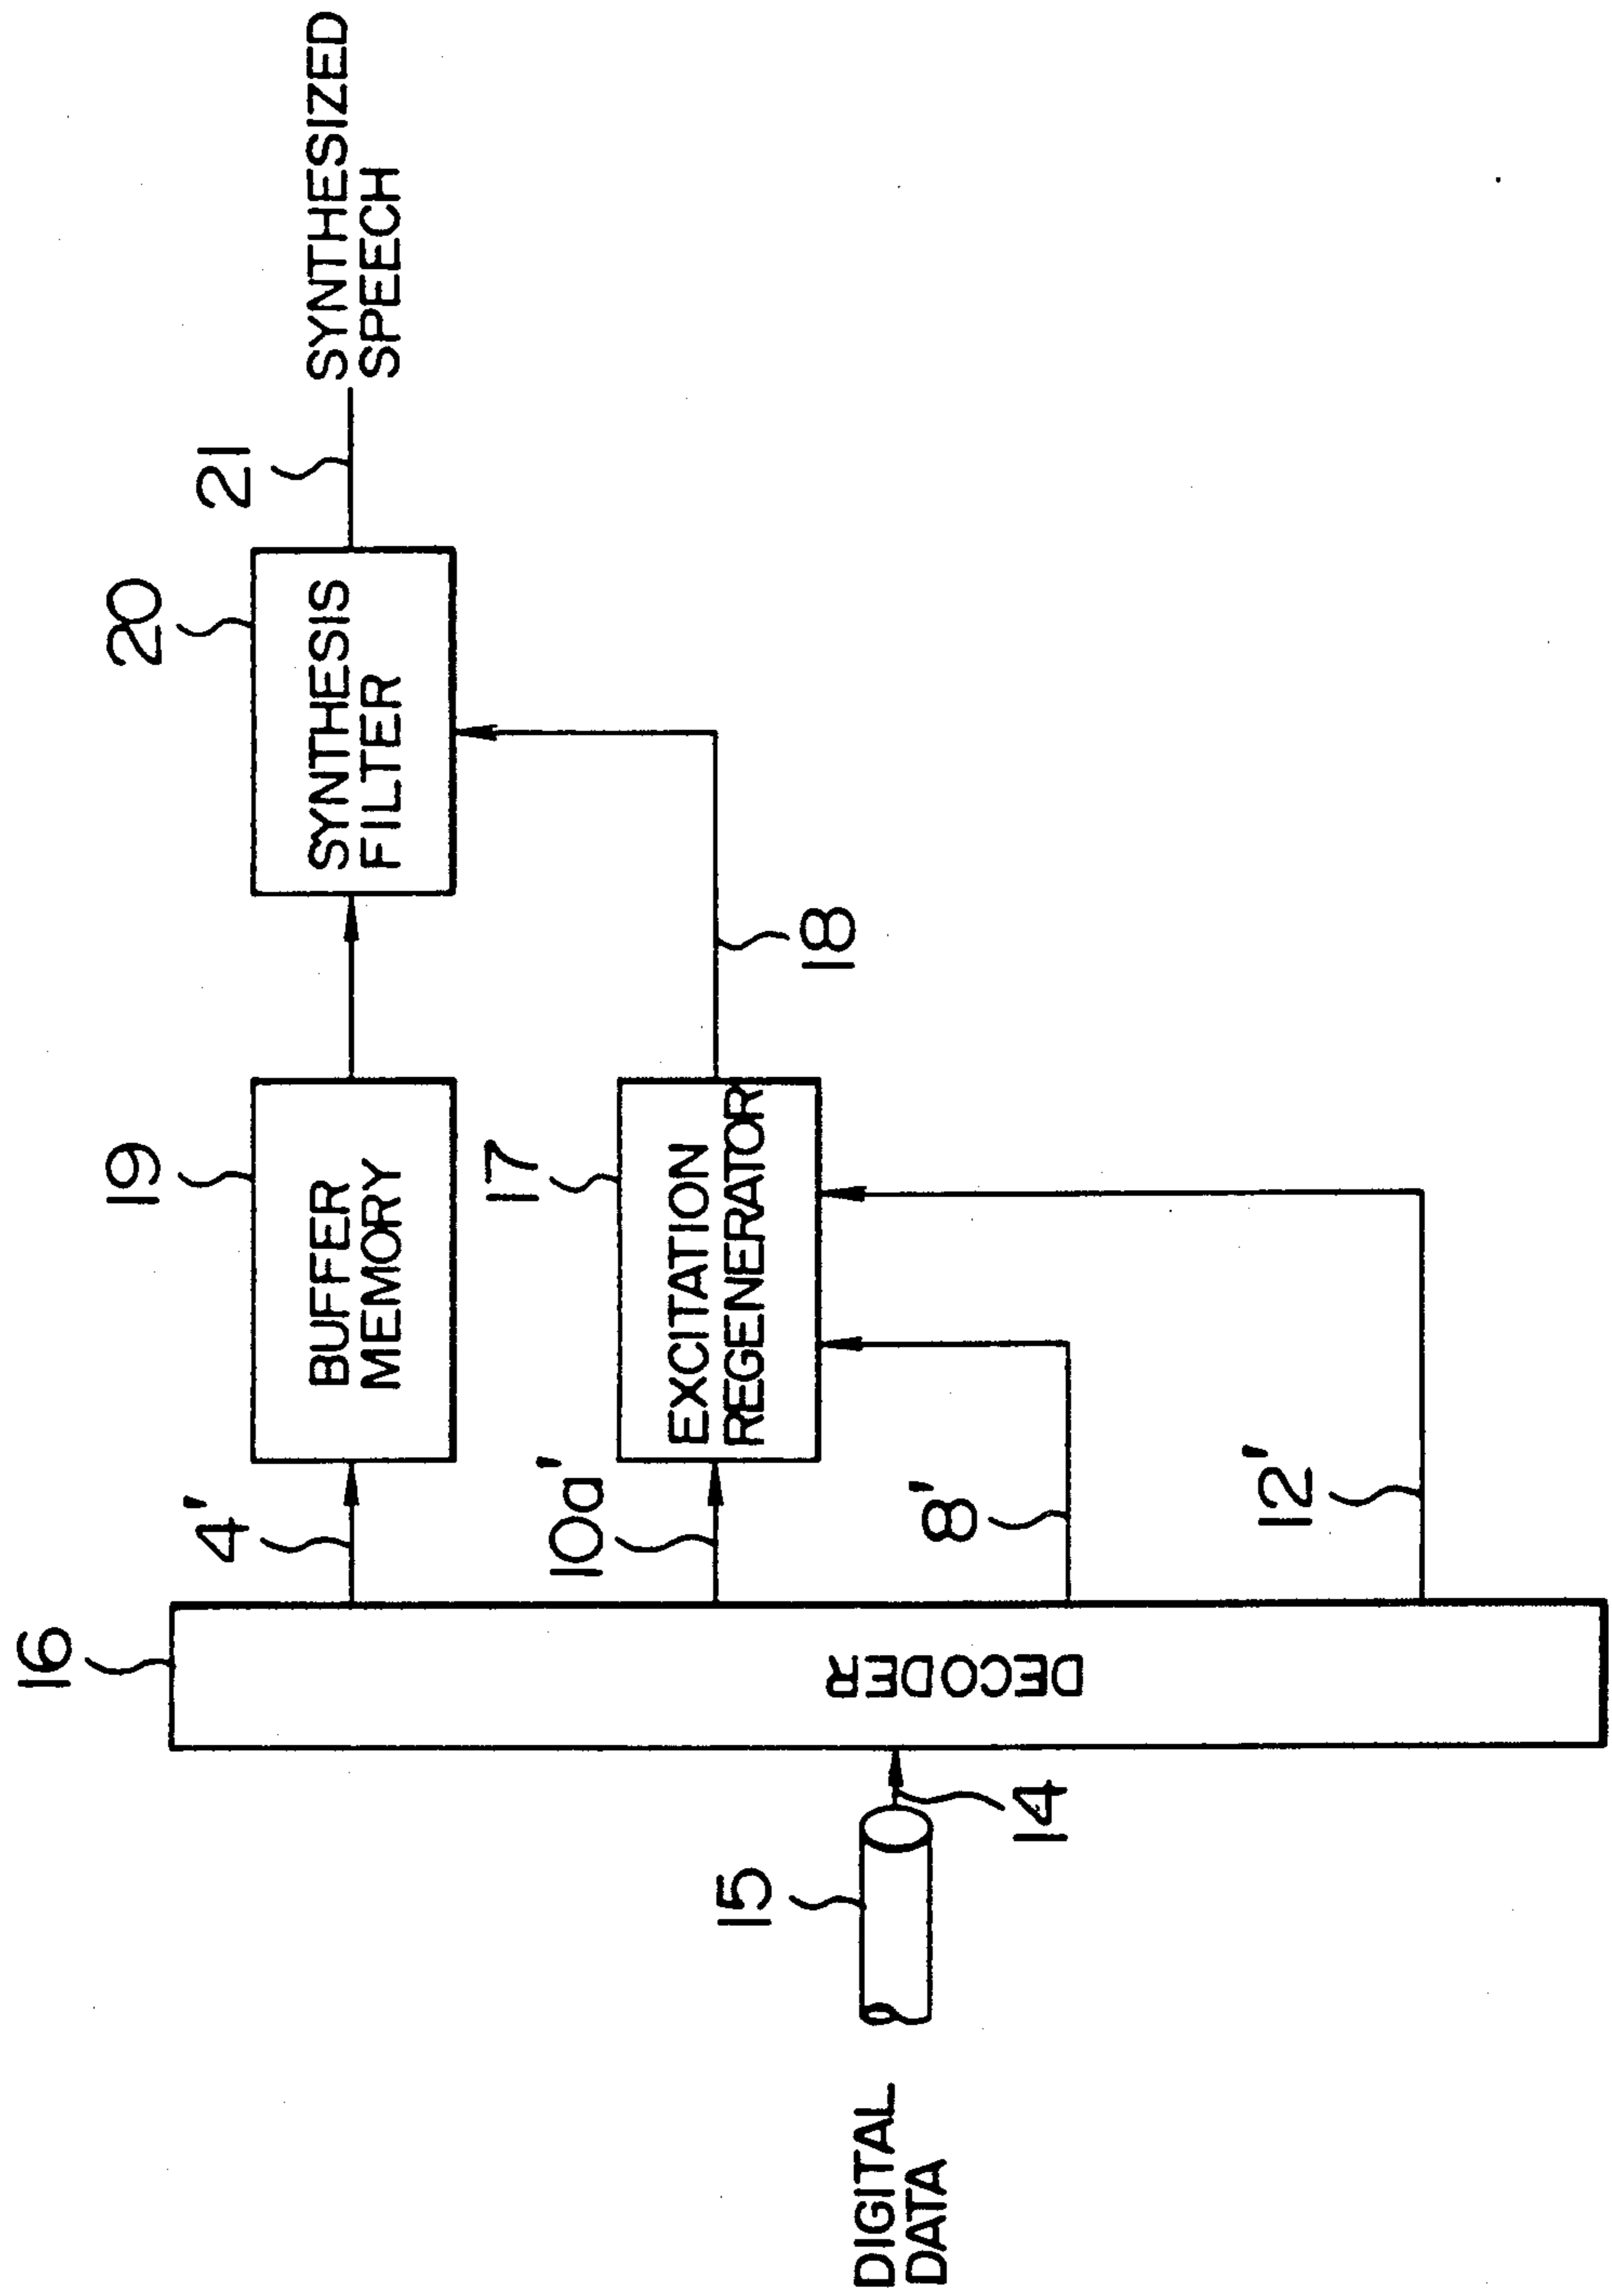 DIGITAL
DATA
15
14
16
DECODER
4'
10a'
8'
12'
19
BUFFER
MEMORY
17
EXCITATION
REGENERATOR
18
20
SYNTHESIS
FILTER
21
SYNTHESIZED
SPEECH